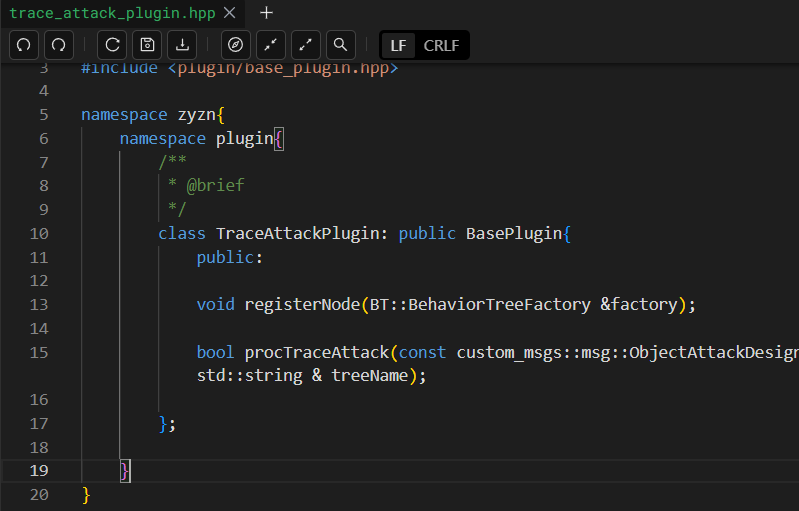 trace_attack_plugin.hpp
LF CRLF
3 #include <plugin/base_plugin.hpp>
4
5 namespace zyzn{
6 namespace plugin{
7 /**
8 * @brief
9 */
10 class TraceAttackPlugin: public BasePlugin{
11 public:
12
13 void registerNode(BT::BehaviorTreeFactory &factory);
14
15 bool procTraceAttack(const custom_msgs::msg::ObjectAttackDesign
std::string & treeName);
16
17 };
18
19 }
20 }